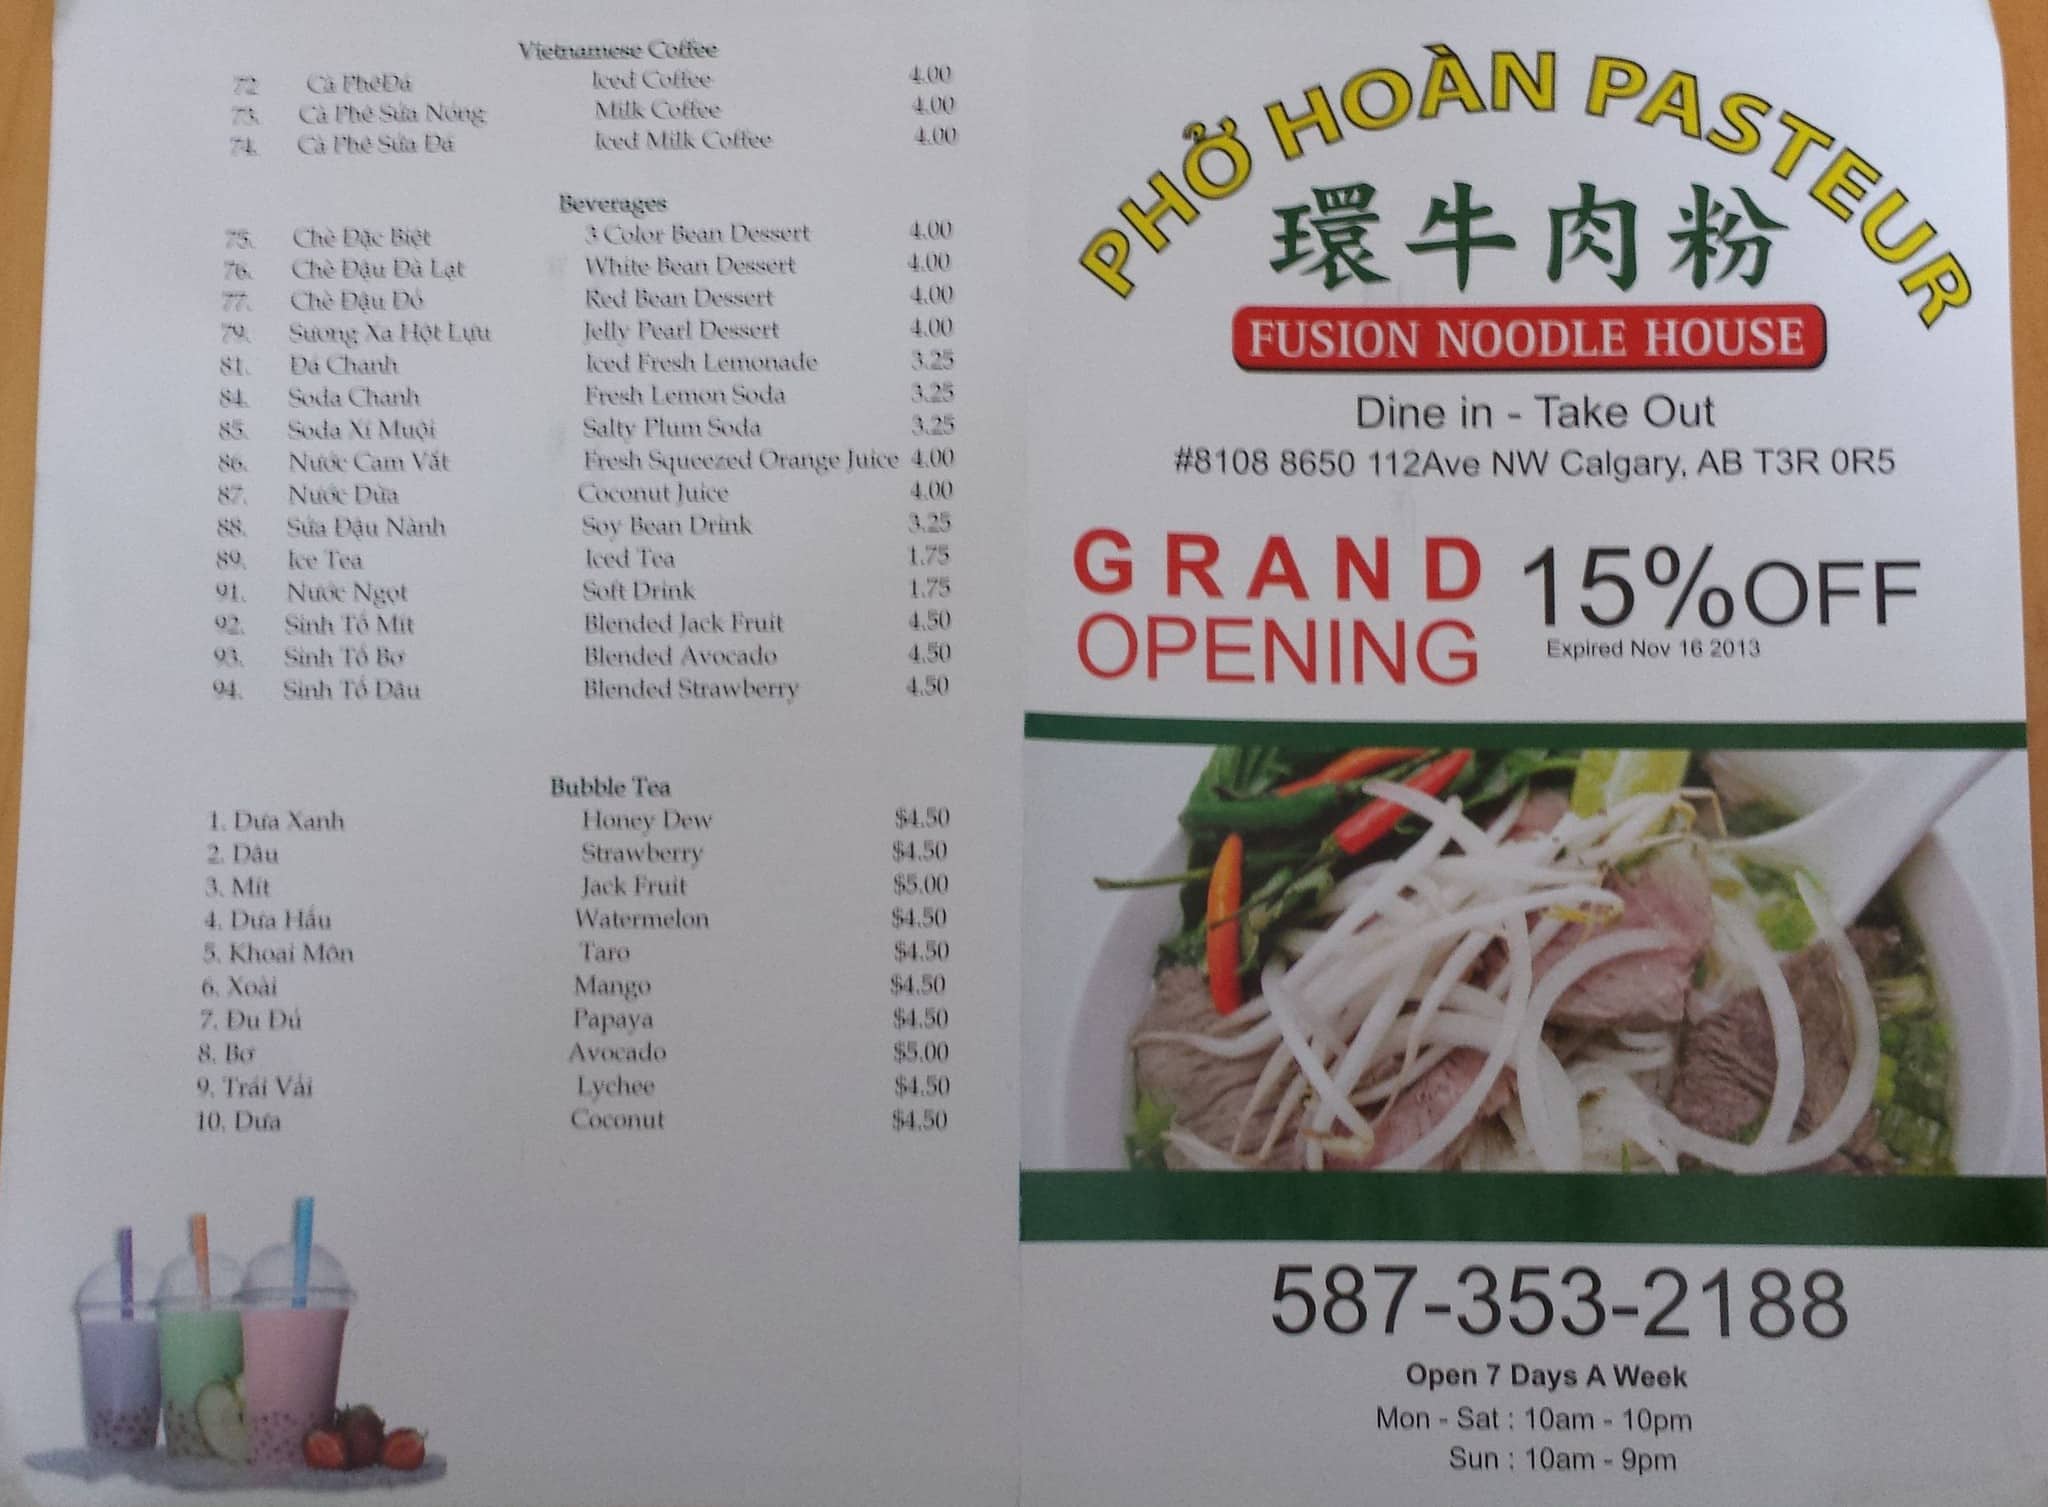 Vietnamese Coffee
72 Cà PhêĐá Iced Coffee 4.00
73. Cà Phê Sữa Nóng Milk Coffee 4.00
74. Cà Phê Sữa Đá Iced Milk Coffee 4.00
Beverages
75. Chè Đặc Biệt 3 Color Bean Dessert 4.00
76. Chè Đậu Đà Lạt White Bean Dessert 4.00
77. Chè Đậu Đỏ Red Bean Dessert 4.00
79. Sương Xa Hột Lựu Jelly Pearl Dessert 4.00
81. Đá Chanh Iced Fresh Lemonade 3.25
84. Soda Chanh Fresh Lemon Soda 3.25
85. Soda Xí Muội Salty Plum Soda 3.25
86. Nước Cam Vắt Fresh Squeezed Orange Juice 4.00
87. Nước Dừa Coconut Juice 4.00
88. Sữa Đậu Nành Soy Bean Drink 3.25
89. Ice Tea Iced Tea 1.75
91. Nước Ngọt Soft Drink 1.75
92. Sinh Tố Mít Blended Jack Fruit 4.50
93. Sinh Tố Bơ Blended Avocado 4.50
94. Sinh Tố Dâu Blended Strawberry 4.50
Bubble Tea
1. Dưa Xanh Honey Dew $4.50
2. Dâu Strawberry $4.50
3. Mít Jack Fruit $5.00
4. Dưa Hấu Watermelon $4.50
5. Khoai Môn Taro $4.50
6. Xoài Mango $4.50
7. Đu Đủ Papaya $4.50
8. Bơ Avocado $5.00
9. Trái Vải Lychee $4.50
10. Dưa Coconut $4.50
PHỞ HOÀN PASTEUR
環牛肉粉
FUSION NOODLE HOUSE
Dine in - Take Out
#8108 8650 112Ave NW Calgary, AB T3R 0R5
GRAND OPENING
15%OFF
Expired Nov 16 2013
587-353-2188
Open 7 Days A Week
Mon - Sat : 10am - 10pm
Sun : 10am - 9pm